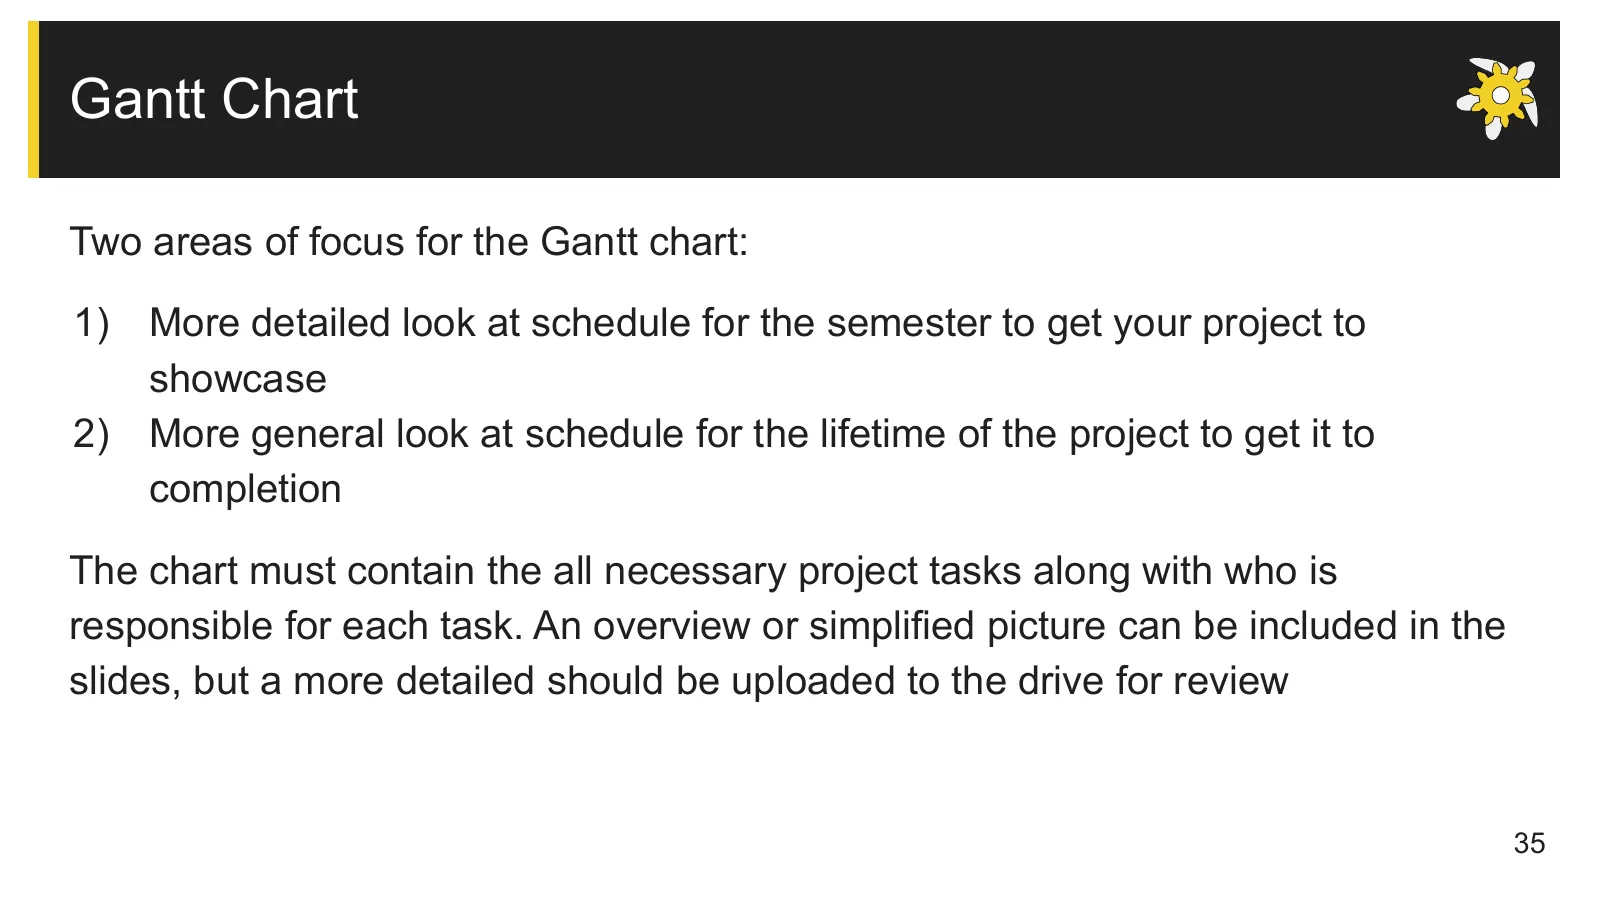 Gantt Chart
Two areas of focus for the Gantt chart:
1) More detailed look at schedule for the semester to get your project to
showcase
2) More general look at schedule for the lifetime of the project to get it to
completion
The chart must contain the all necessary project tasks along with who is
responsible for each task. An overview or simplified picture can be included in the
slides, but a more detailed should be uploaded to the drive for review
35